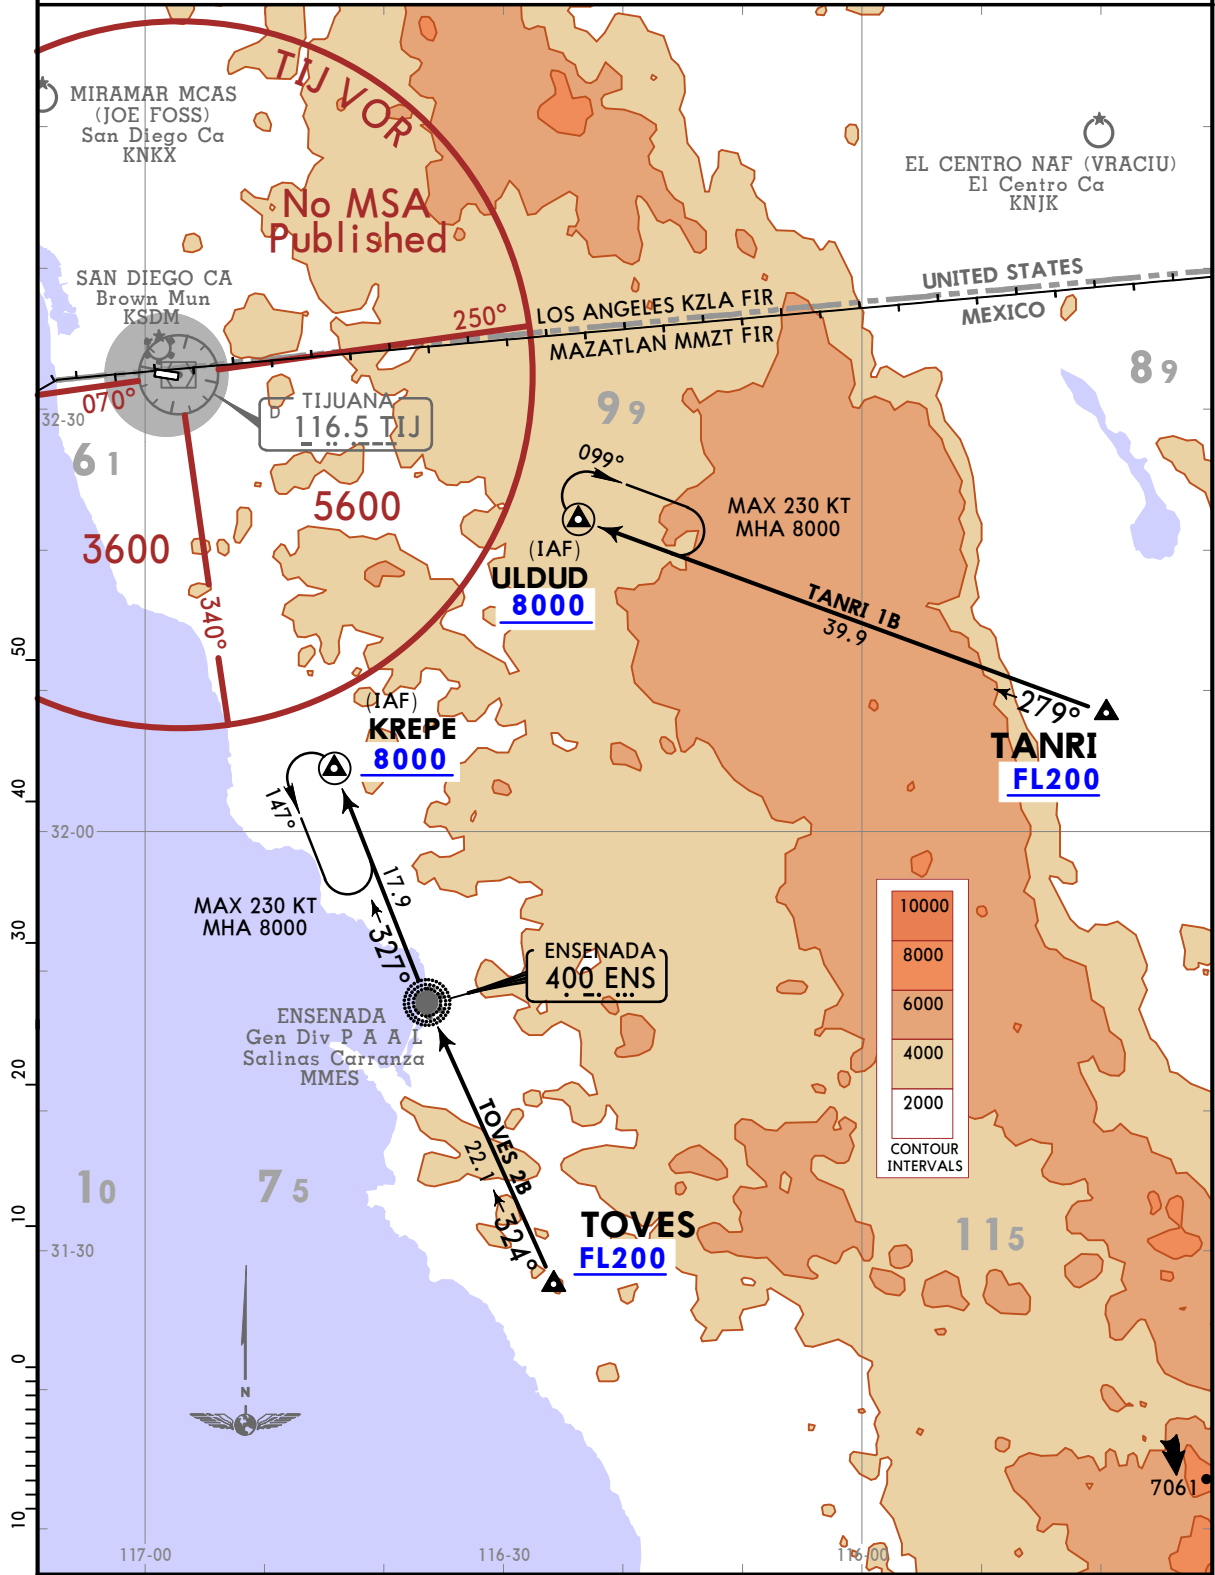 TIJ VOR
MIRAMAR MCAS
(JOE FOSS)
San Diego Ca
KNKX
EL CENTRO NAF (VRACIU)
El Centro Ca
KNJK
No MSA
Published
SAN DIEGO CA
Brown Mun
KSDM
UNITED STATES
MEXICO
250°
LOS ANGELES KZLA FIR
MAZATLAN MMZT FIR
89
070°
32-30
D TIJUANA
116.5 TIJ
99
61
099°
5600
3600
MAX 230 KT
MHA 8000
(IAF)
ULDUD
8000
TANRI 1B
39.9
340°
50
279°
TANRI
FL200
(IAF)
KREPE
8000
147°
40
32-00
17.9
MAX 230 KT
MHA 8000
327°
30
ENSENADA
400 ENS
10000
8000
6000
4000
2000
CONTOUR
INTERVALS
ENSENADA
Gen Div P A A L
Salinas Carranza
MMES
20
TOVES 2B
22.1
324°
10
75
115
10
TOVES
FL200
31-30
0
N
7061
10
117-00
116-30
116-00